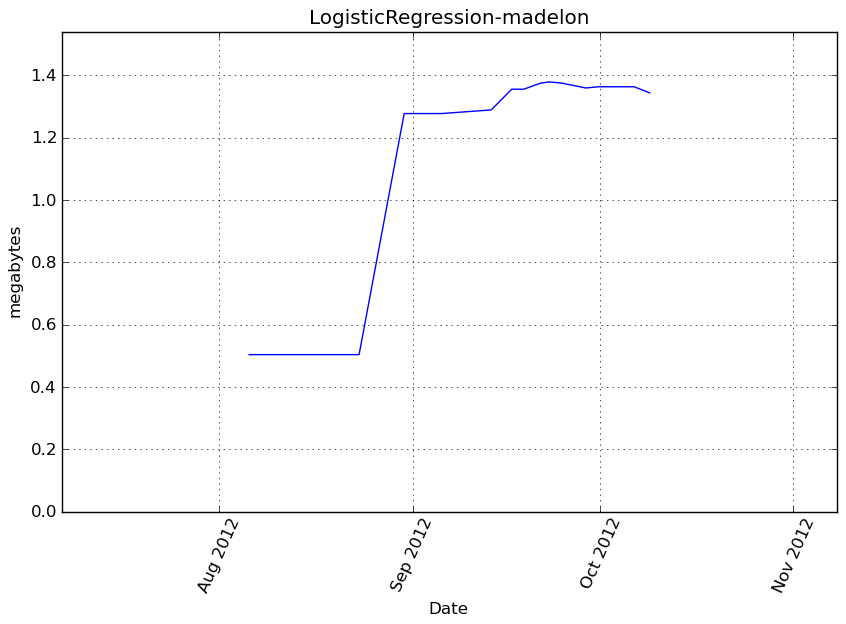 LogisticRegression-madelon
megabytes
1.4
1.2
1.0
0.8
0.6
0.4
0.2
0.0
Aug 2012
Sep 2012
Oct 2012
Nov 2012
Date